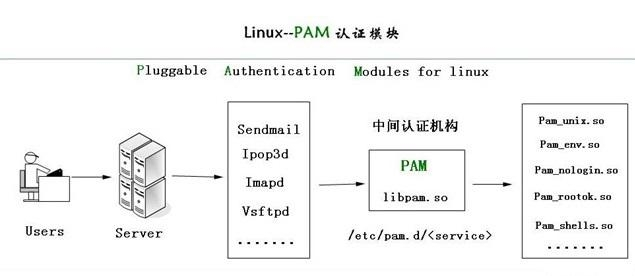 Linux--PAM 认证模块
Pluggable Authentication Modules for linux
Users
Server
Sendmail
Ipop3d
Imapd
Vsftpd
.......
中间认证机构
PAM
libpam.so
/etc/pam.d/<service>
Pam_unix.so
Pam_env.so
Pam_nologin.so
Pam_rootok.so
Pam_shells.so
.......